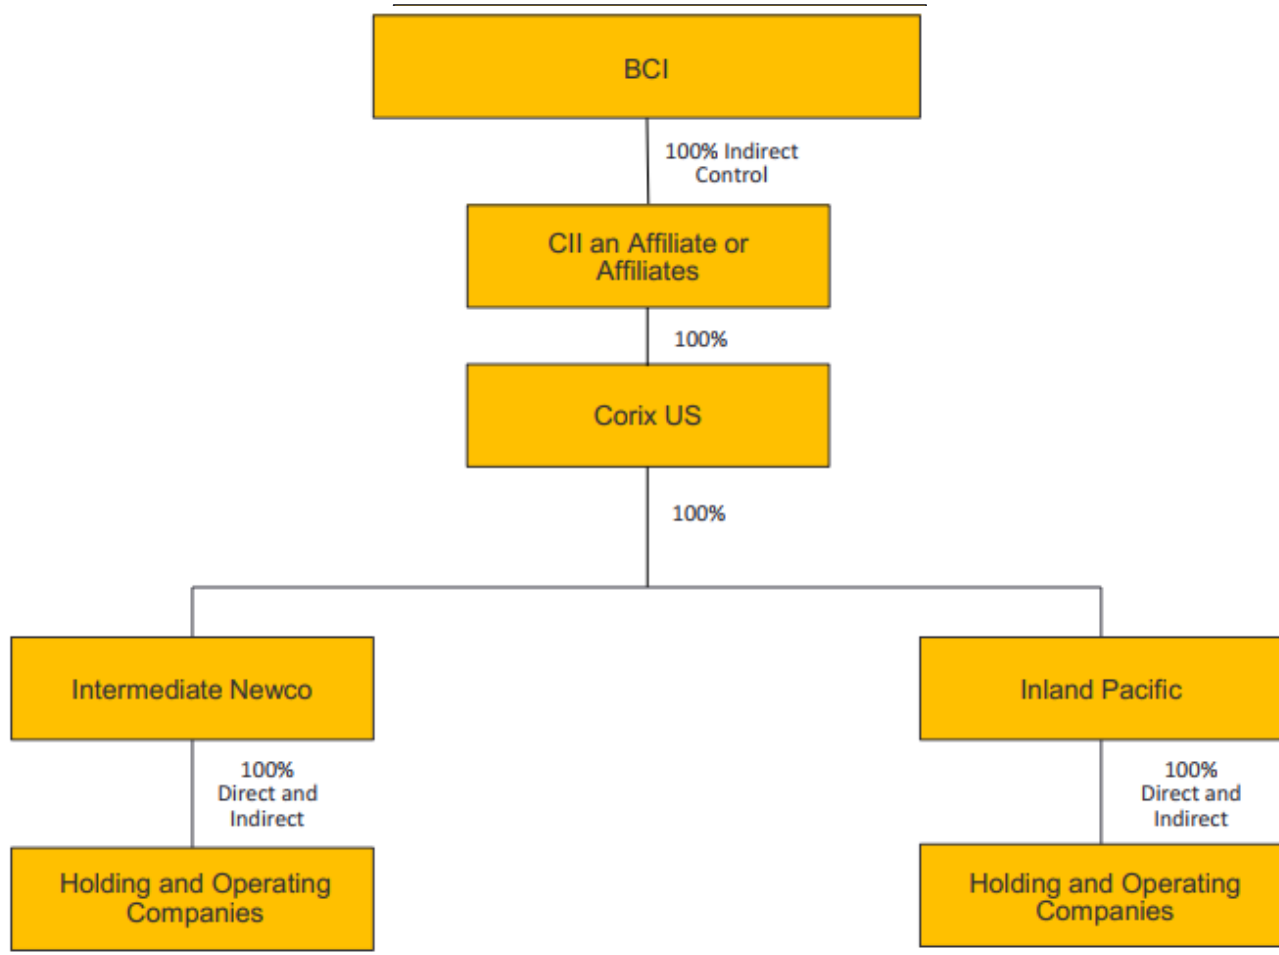 BCI
100% Indirect
Control
CII an Affiliate or
Affiliates
100%
Corix US
100%
Intermediate Newco
Inland Pacific
100%
Direct and
Indirect
100%
Direct and
Indirect
Holding and Operating
Companies
Holding and Operating
Companies